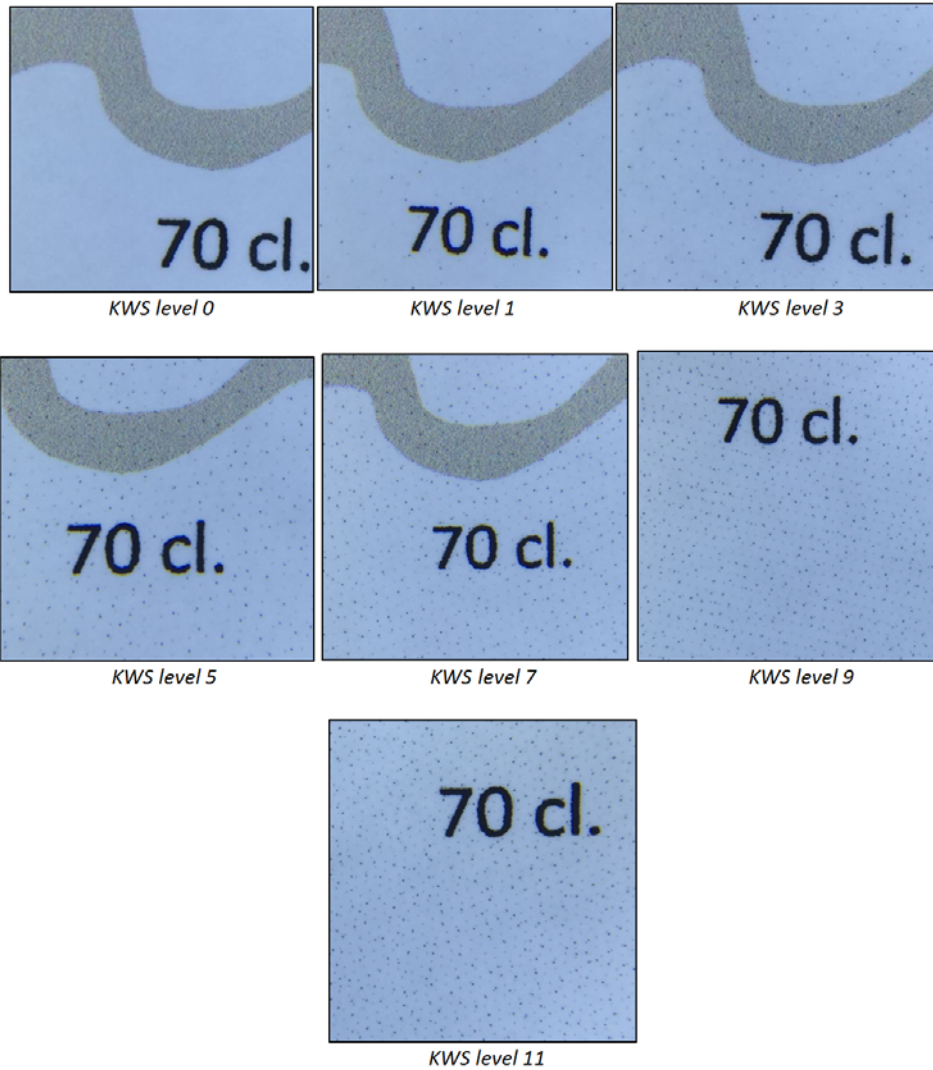 70 cl.
70 cl.
70 cl.
KWS level 0
KWS level 1
KWS level 3
70 cl.
70 cl.
70 cl.
KWS level 5
KWS level 7
KWS level 9
70 cl.
KWS level 11